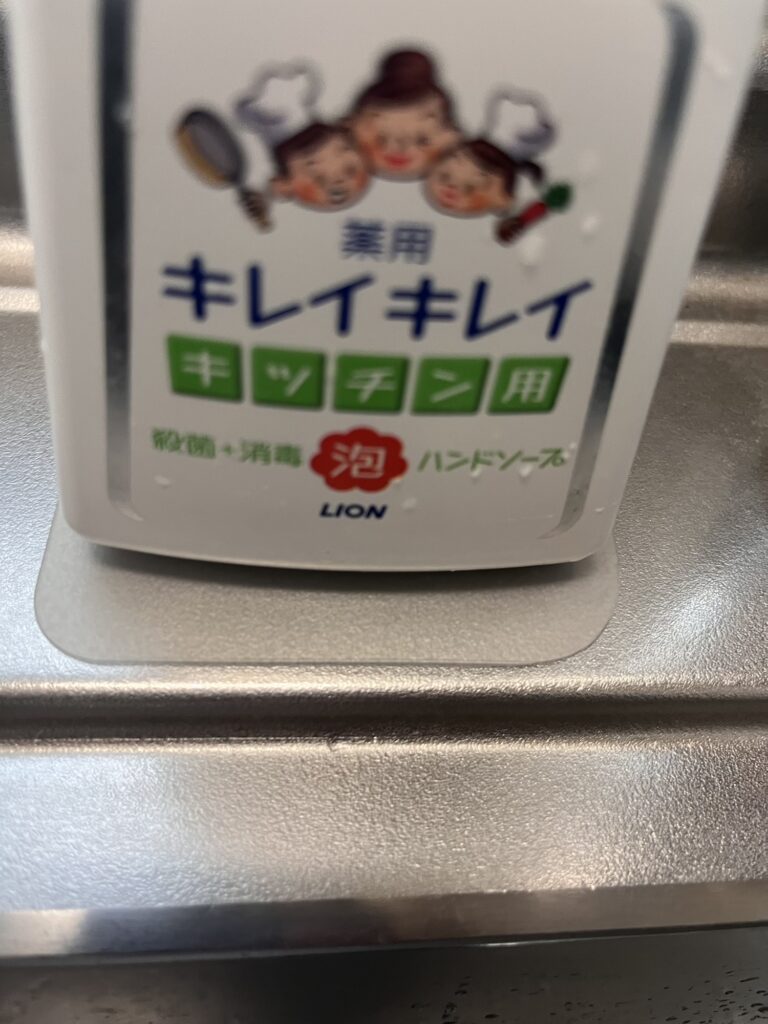 薬用
キレイキレイ
キッチン用
殺菌+消毒 泡 ハンドソープ
LION